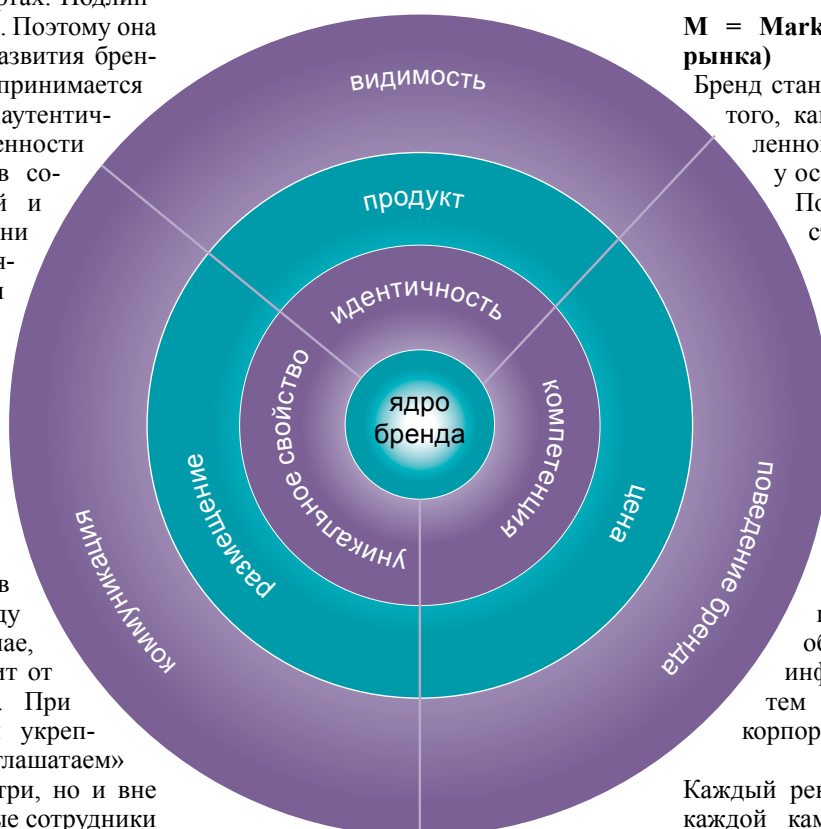 Поэтому она
азвития брен-
принимается
аутентич-
енности
в со-
й и
ни
я-
в
ду
ае,
ит от
При
укреп-
глашатаем»
три, но и вне
ые сотрудники
видимость
продукт
идентичность
уникальное свойство
компетенция
ядро
бренда
размещение
цена
коммуникация
поведение бренда
M = Mark
рынка)
Бренд стан
того, ка
ленно
у ос
По
с
об
инф
тем
корпор
Каждый рек
каждой кам